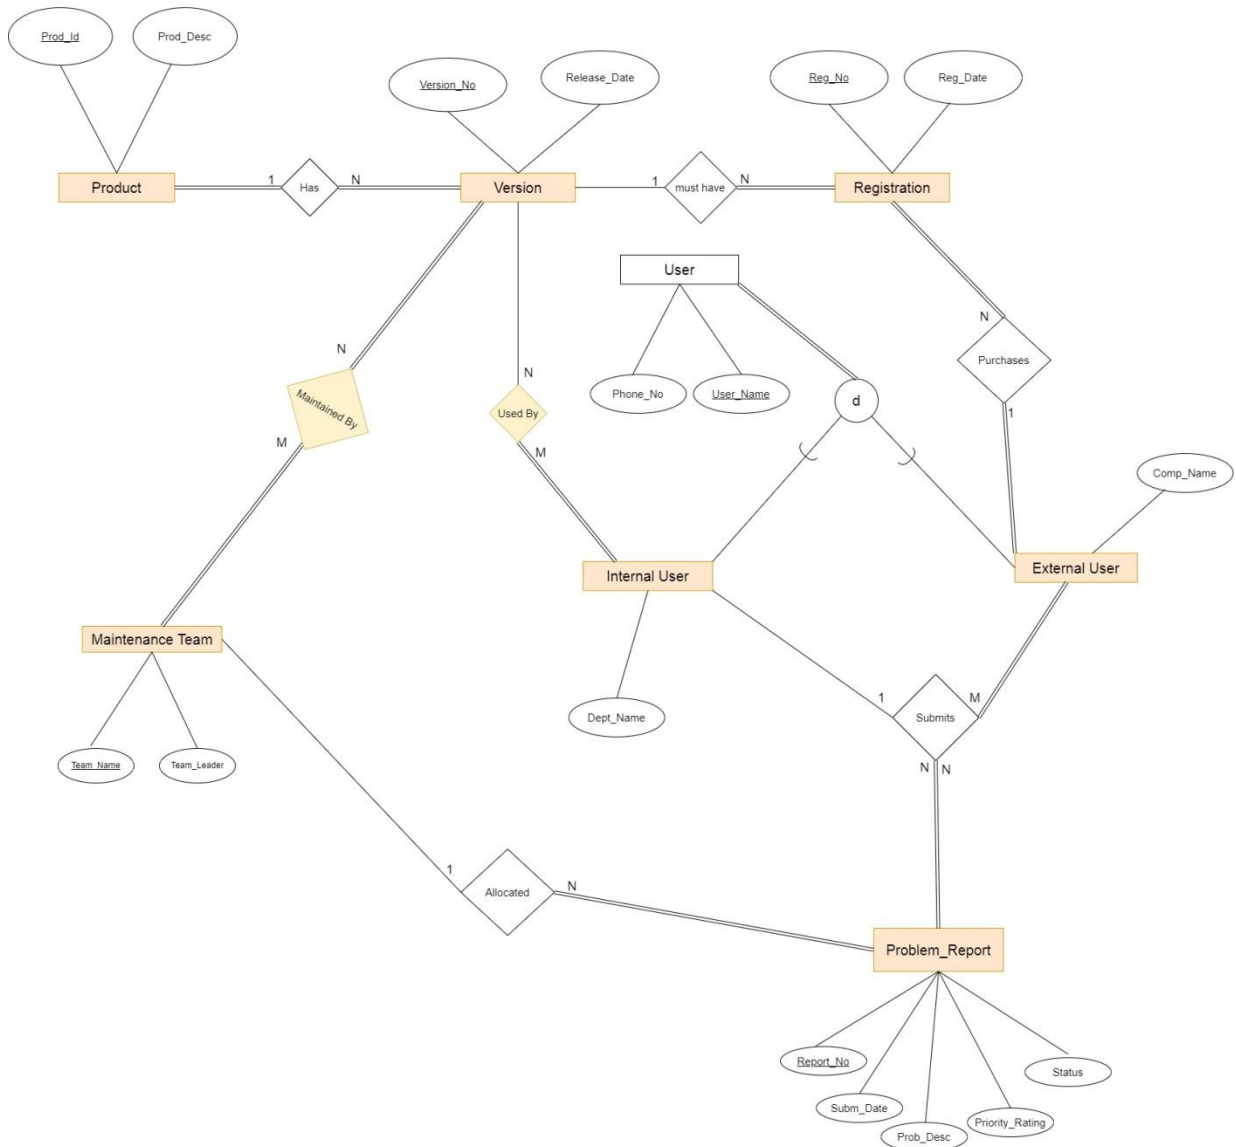 Prod_Id
Prod_Desc
Version_No
Release_Date
Reg_No
Reg_Date
Product
1
Has
N
Version
1
must have
N
Registration
User
Phone_No
User_Name
d
N
Purchases
1
N
Maintained By
M
N
Used By
M
Comp_Name
Internal User
External User
Maintenance Team
Team_Name
Team_Leader
Dept_Name
1
M
Submits
N
N
1
Allocated
N
Problem_Report
Report_No
Subm_Date
Prob_Desc
Priority_Rating
Status